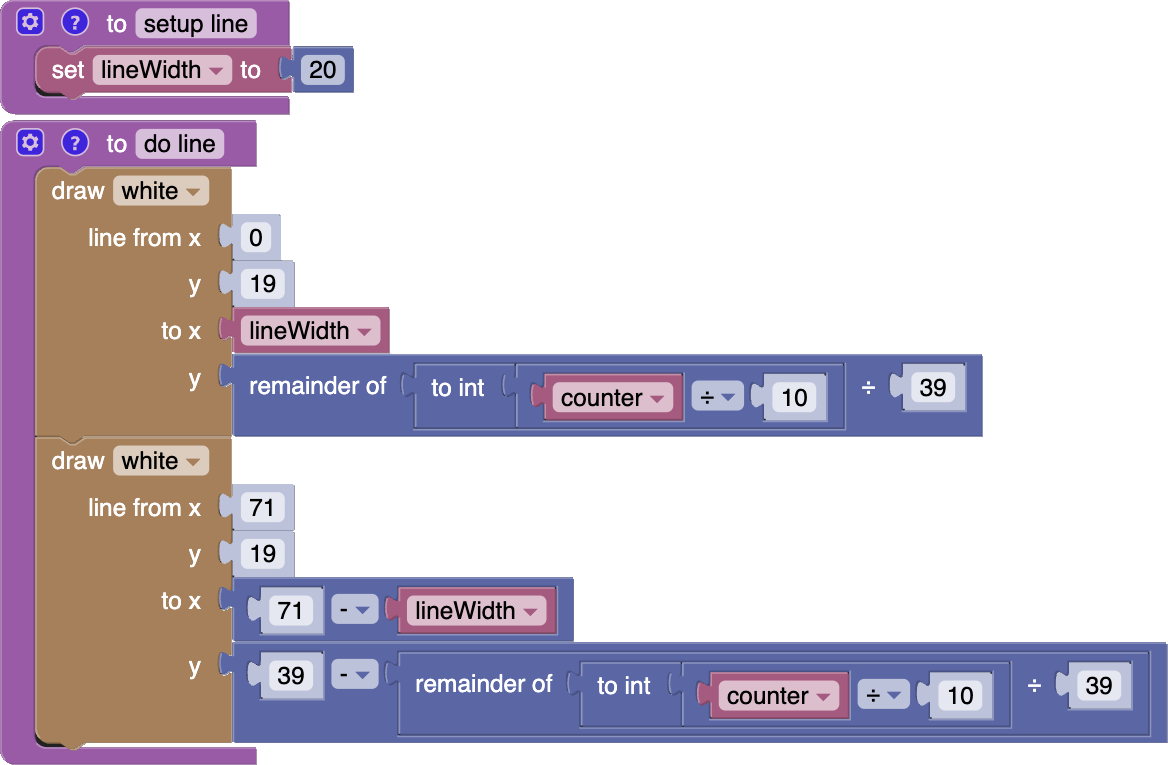 ? to setup line
set lineWidth to 20
? to do line
draw white
line from x 0
y 19
to x lineWidth
y remainder of to int counter ÷ 10 ÷ 39
draw white
line from x 71
y 19
to x 71 - lineWidth
y 39 - remainder of to int counter ÷ 10 ÷ 39